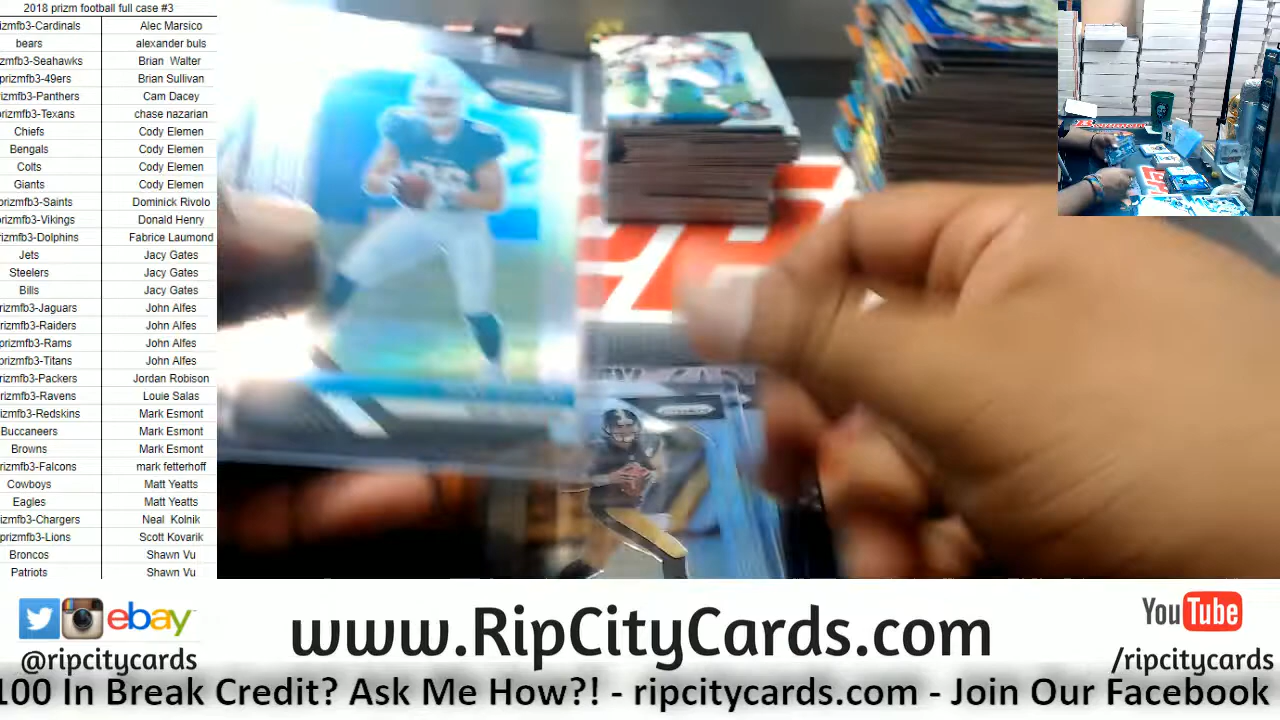 2018 prizm football full case #3
izmfb3-Cardinals Alec Marsico
bears alexander buls
zmfb3-Seahawks Brian Walter
prizmfb3-49ers Brian Sullivan
rizmfb3-Panthers Cam Dacey
prizmfb3-Texans chase nazarian
Chiefs Cody Elemen
Bengals Cody Elemen
Colts Cody Elemen
Giants Cody Elemen
rizmfb3-Saints Dominick Rivolo
rizmfb3-Vikings Donald Henry
rizmfb3-Dolphins Fabrice Laumond
Jets Jacy Gates
Steelers Jacy Gates
Bills Jacy Gates
rizmfb3-Jaguars John Alfes
rizmfb3-Raiders John Alfes
prizmfb3-Rams John Alfes
prizmfb3-Titans John Alfes
rizmfb3-Packers Jordan Robison
rizmfb3-Ravens Louie Salas
izmfb3-Redskins Mark Esmont
Buccaneers Mark Esmont
Browns Mark Esmont
rizmfb3-Falcons mark fetterhoff
Cowboys Matt Yeatts
Eagles Matt Yeatts
izmfb3-Chargers Neal Kolnik
prizmfb3-Lions Scott Kovarik
Broncos Shawn Vu
Patriots Shawn Vu
ebay
@ripcitycards
www.RipCityCards.com
YouTube
/ripcitycards
100 In Break Credit? Ask Me How?! - ripcitycards.com - Join Our Facebook